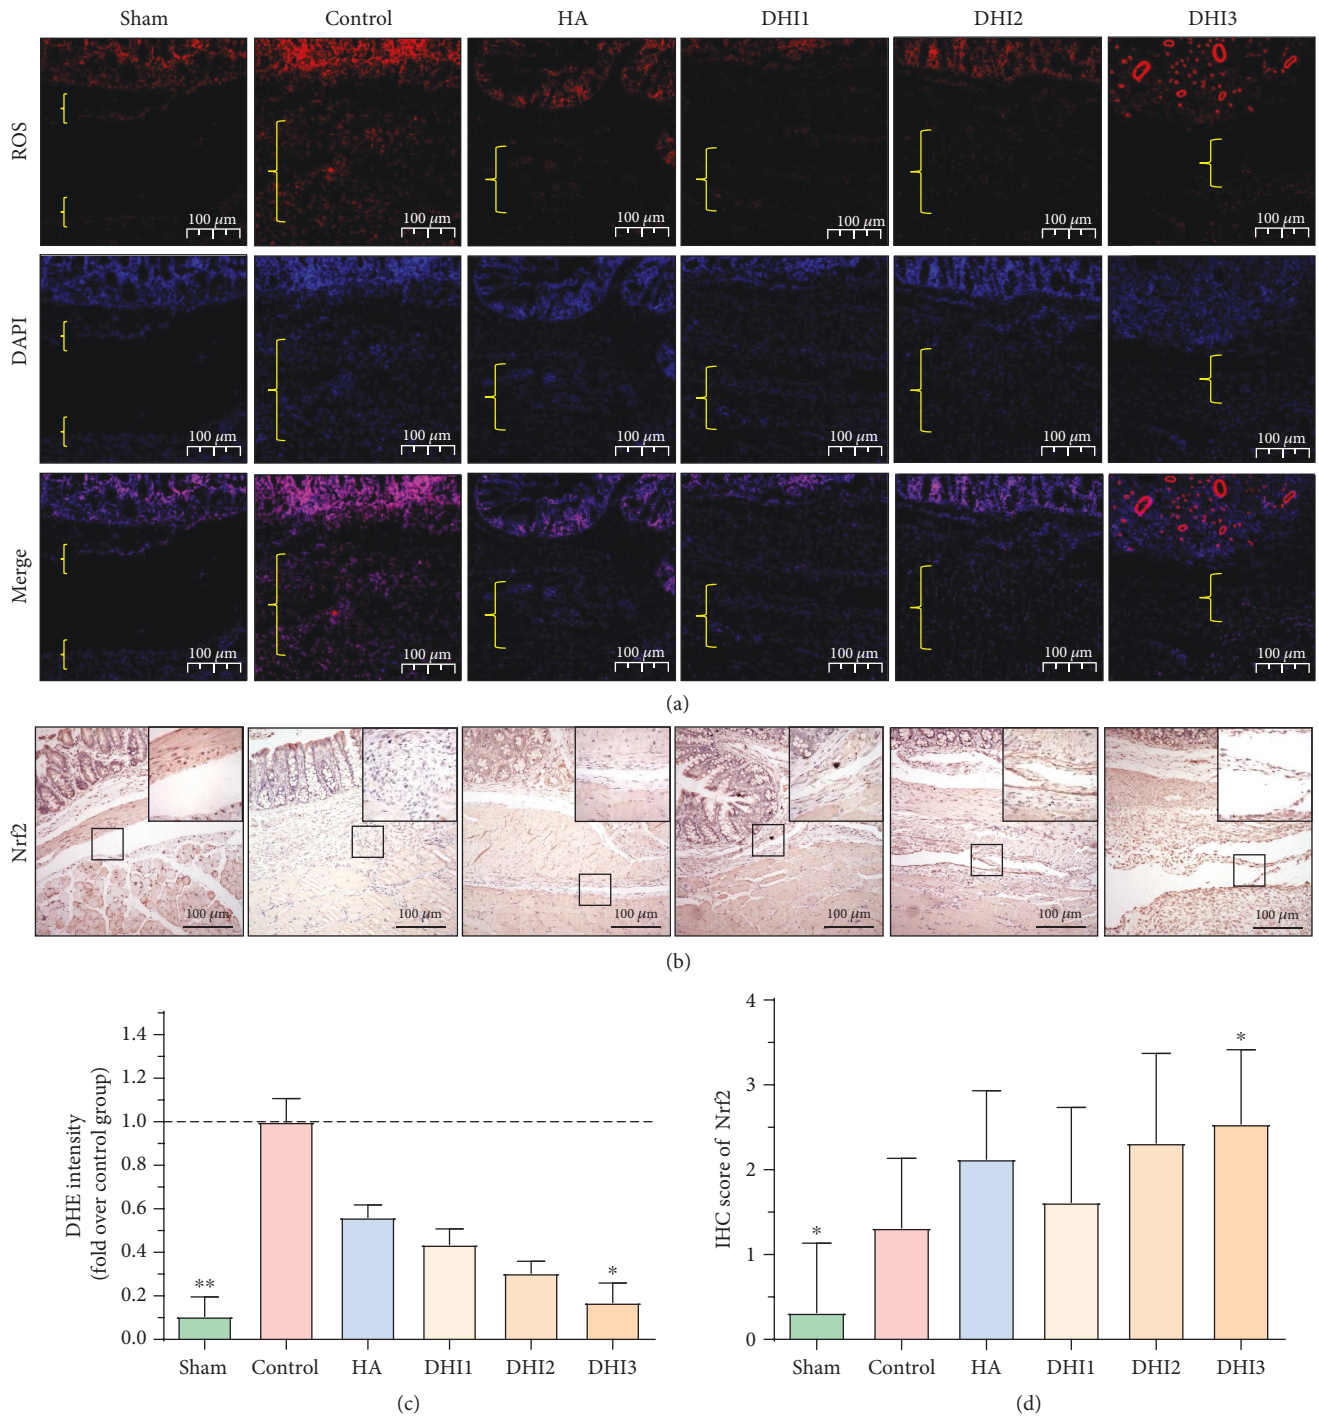 Sham Control HA DHI1 DHI2 DHI3
ROS
100 μm 100 μm 100 μm 100 μm 100 μm 100 μm
DAPI
100 μm 100 μm 100 μm 100 μm 100 μm 100 μm
Merge
100 μm 100 μm 100 μm 100 μm 100 μm 100 μm
(a)
Nrf2
100 μm 100 μm 100 μm 100 μm 100 μm 100 μm
(b)
DHE intensity
(fold over control group)
1.4
1.2
1.0
0.8
0.6
0.4
0.2
0.0
**
*
Sham Control HA DHI1 DHI2 DHI3
(c)
IHC score of Nrf2
4
3
2
1
0
*
*
Sham Control HA DHI1 DHI2 DHI3
(d)